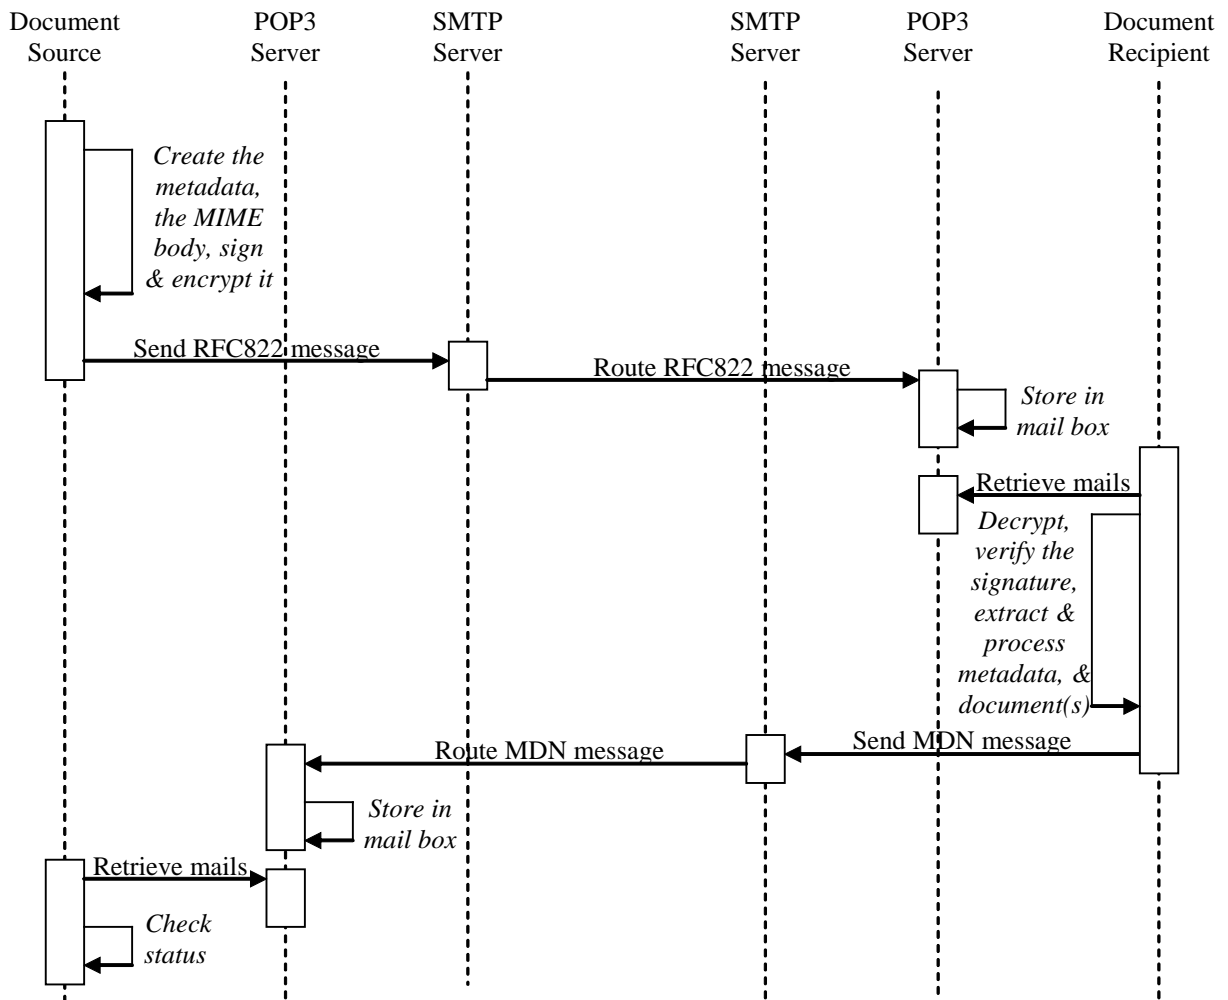 Document
Source
POP3
Server
SMTP
Server
SMTP
Server
POP3
Server
Document
Recipient
Create the
metadata,
the MIME
body, sign
& encrypt it
Send RFC822 message
Route RFC822 message
Store in
mail box
Retrieve mails
Decrypt,
verify the
signature,
extract &
process
metadata, &
document(s)
Send MDN message
Route MDN message
Store in
mail box
Retrieve mails
Check
status